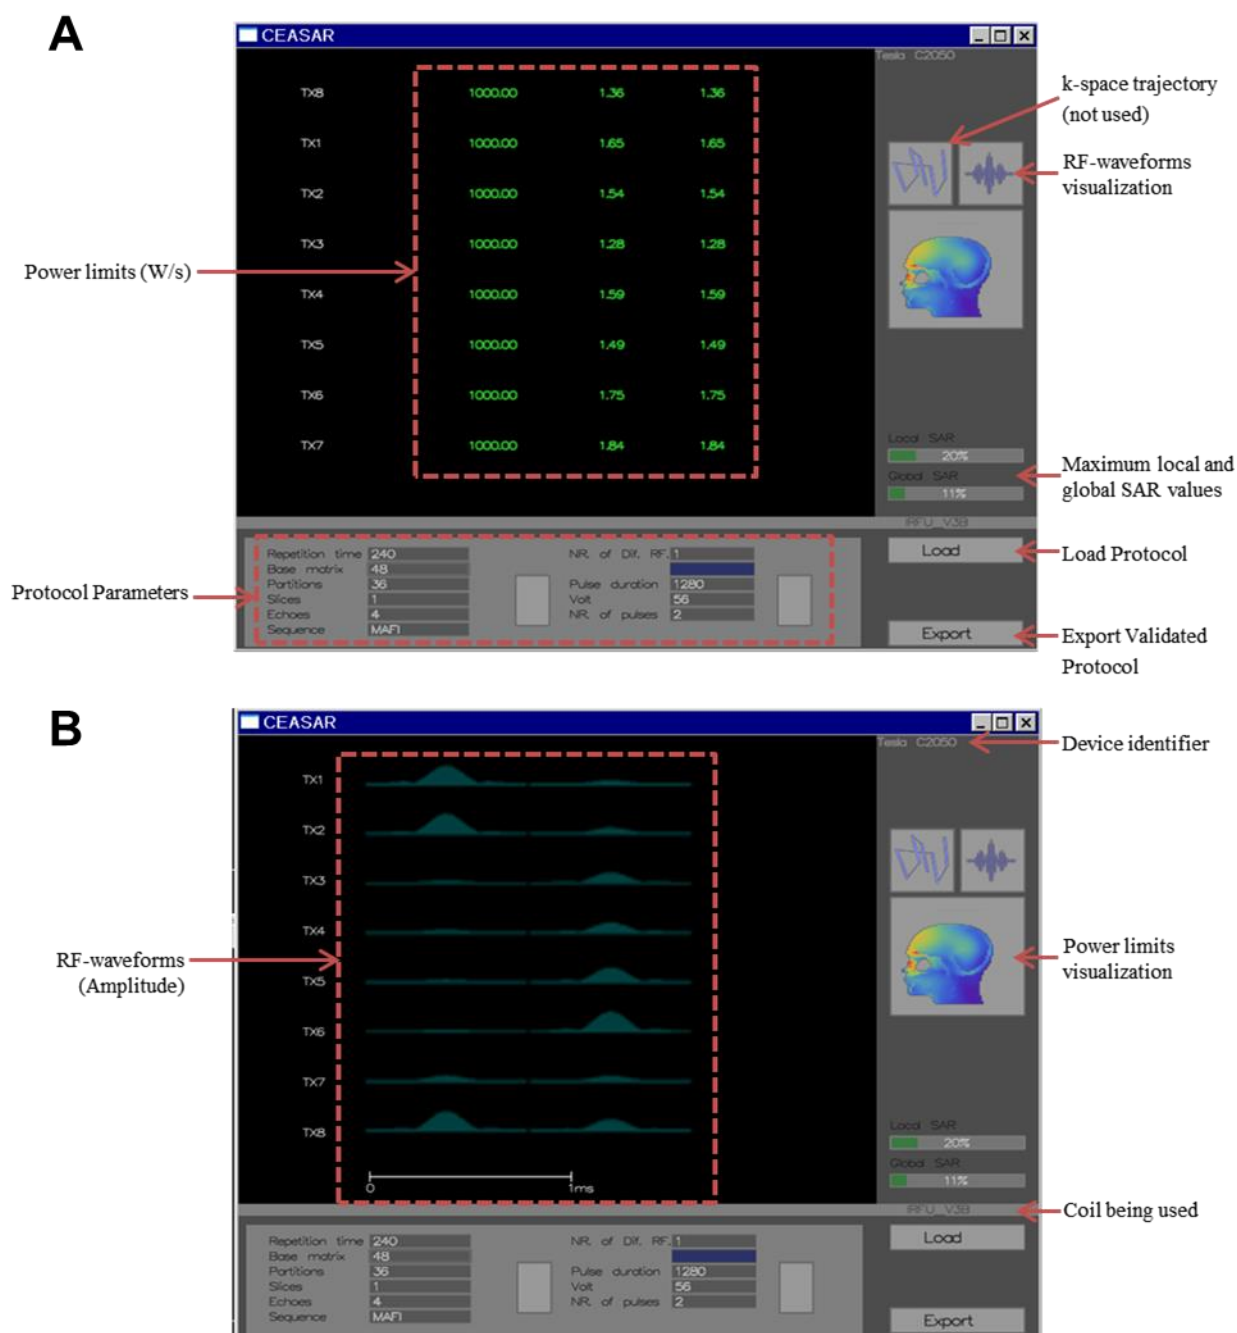 A
CEASAR
Tesla C2050
TX8 1000.00 1.36 1.36
TX1 1000.00 1.65 1.65
TX2 1000.00 1.54 1.54
TX3 1000.00 1.28 1.28
TX4 1000.00 1.59 1.59
TX5 1000.00 1.49 1.49
TX6 1000.00 1.75 1.75
TX7 1000.00 1.84 1.84
Power limits (W/s)
k-space trajectory
(not used)
RF-waveforms
visualization
Local SAR
20%
Global SAR
11%
Maximum local and
global SAR values
iRFU_V3B
Load
Load Protocol
Export
Export Validated
Protocol
Protocol Parameters
Repetition time 240
Base matrix 48
Partitions 36
Slices 1
Echoes 4
Sequence MAFI
NR. of Dif. RF. 1
Pulse duration 1280
Volt 56
NR. of pulses 2
B
CEASAR
Tesla C2050
Device identifier
TX1
TX2
TX3
TX4
TX5
TX6
TX7
TX8
0 1ms
RF-waveforms
(Amplitude)
Power limits
visualization
Local SAR
20%
Global SAR
11%
iRFU_V3B
Coil being used
Load
Export
Repetition time 240
Base matrix 48
Partitions 36
Slices 1
Echoes 4
Sequence MAFI
NR. of Dif. RF. 1
Pulse duration 1280
Volt 56
NR. of pulses 2